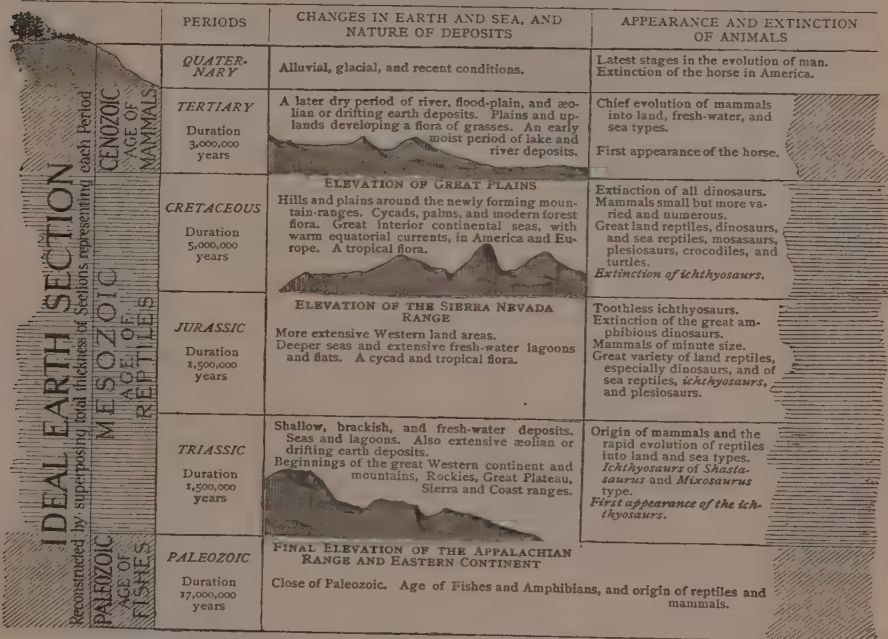 PERIODS
CHANGES IN EARTH AND SEA, AND
NATURE OF DEPOSITS
APPEARANCE AND EXTINCTION
OF ANIMALS
IDEAL EARTH SECTION
Reconstructed by superposing total thickness of Sections representing each Period
CENOZOIC
AGE OF
MAMMALS
MESOZOIC
AGE OF
REPTILES
PALEOZOIC
AGE OF
FISHES
QUATER-
NARY
Alluvial, glacial, and recent conditions.
Latest stages in the evolution of man.
Extinction of the horse in America.
TERTIARY
Duration
3,000,000
years
A later dry period of river, flood-plain, and æo-
lian or drifting earth deposits. Plains and up-
lands developing a flora of grasses. An early
moist period of lake and
river deposits.
Chief evolution of mammals
into land, fresh-water, and
sea types.
First appearance of the horse.
ELEVATION OF GREAT PLAINS
CRETACEOUS
Duration
5,000,000
years
Hills and plains around the newly forming moun-
tain-ranges. Cycads, palms, and modern forest
flora. Great interior continental seas, with
warm equatorial currents, in America and Eu-
rope. A tropical flora.
Extinction of all dinosaurs.
Mammals small but more va-
ried and numerous.
Great land reptiles, dinosaurs,
and sea reptiles, mosasaurs,
plesiosaurs, crocodiles, and
turtles.
Extinction of ichthyosaurs.
ELEVATION OF THE SIERRA NEVADA
RANGE
JURASSIC
Duration
1,500,000
years
More extensive Western land areas.
Deeper seas and extensive fresh-water lagoons
and flats. A cycad and tropical flora.
Toothless ichthyosaurs.
Extinction of the great am-
phibious dinosaurs.
Mammals of minute size.
Great variety of land reptiles,
especially dinosaurs, and of
sea reptiles, ichthyosaurs,
and plesiosaurs.
TRIASSIC
Duration
1,500,000
years
Shallow, brackish, and fresh-water deposits.
Seas and lagoons. Also extensive æolian or
drifting earth deposits.
Beginnings of the great Western continent and
mountains, Rockies, Great Plateau,
Sierra and Coast ranges.
Origin of mammals and the
rapid evolution of reptiles
into land and sea types.
Ichthyosaurs of Shasta-
saurus and Mixosaurus
type.
First appearance of the ich-
thyosaurs.
FINAL ELEVATION OF THE APPALACHIAN
RANGE AND EASTERN CONTINENT
PALEOZOIC
Duration
17,000,000
years
Close of Paleozoic. Age of Fishes and Amphibians, and origin of reptiles and
mammals.